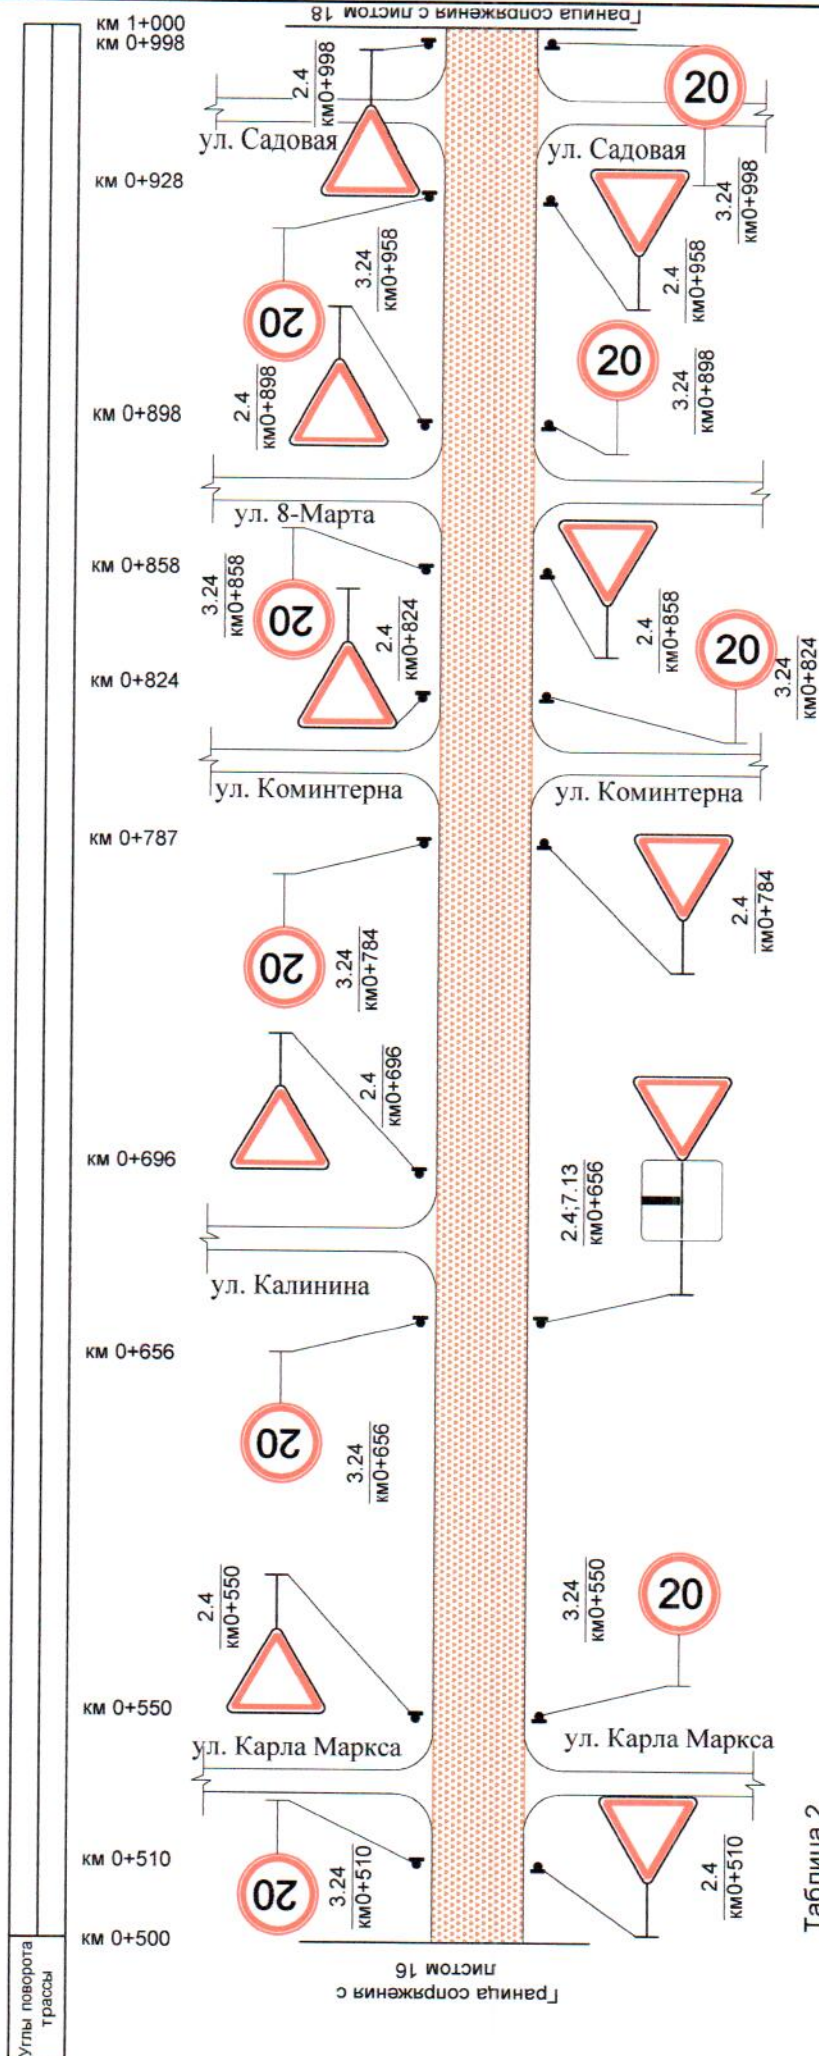 Граница сопряжения с листом 18
км 1+000
км 0+998
2.4
км0+998
20
ул. Садовая
ул. Садовая
3.24
км0+998
км 0+928
3.24
км0+958
2.4
км0+958
20
20
2.4
км0+898
3.24
км0+898
км 0+898
ул. 8-Марта
км 0+858
3.24
км0+858
20
2.4
км0+824
2.4
км0+858
20
3.24
км0+824
км 0+824
ул. Коминтерна
ул. Коминтерна
км 0+787
20
3.24
км0+784
2.4
км0+784
2.4
км0+696
км 0+696
2.4;7.13
км0+656
ул. Калинина
км 0+656
20
3.24
км0+656
2.4
км0+550
3.24
км0+550
20
км 0+550
ул. Карла Маркса
ул. Карла Маркса
км 0+510
20
3.24
км0+510
2.4
км0+510
км 0+500
Граница сопряжения с
листом 16
Углы поворота
трассы
Таблица 2